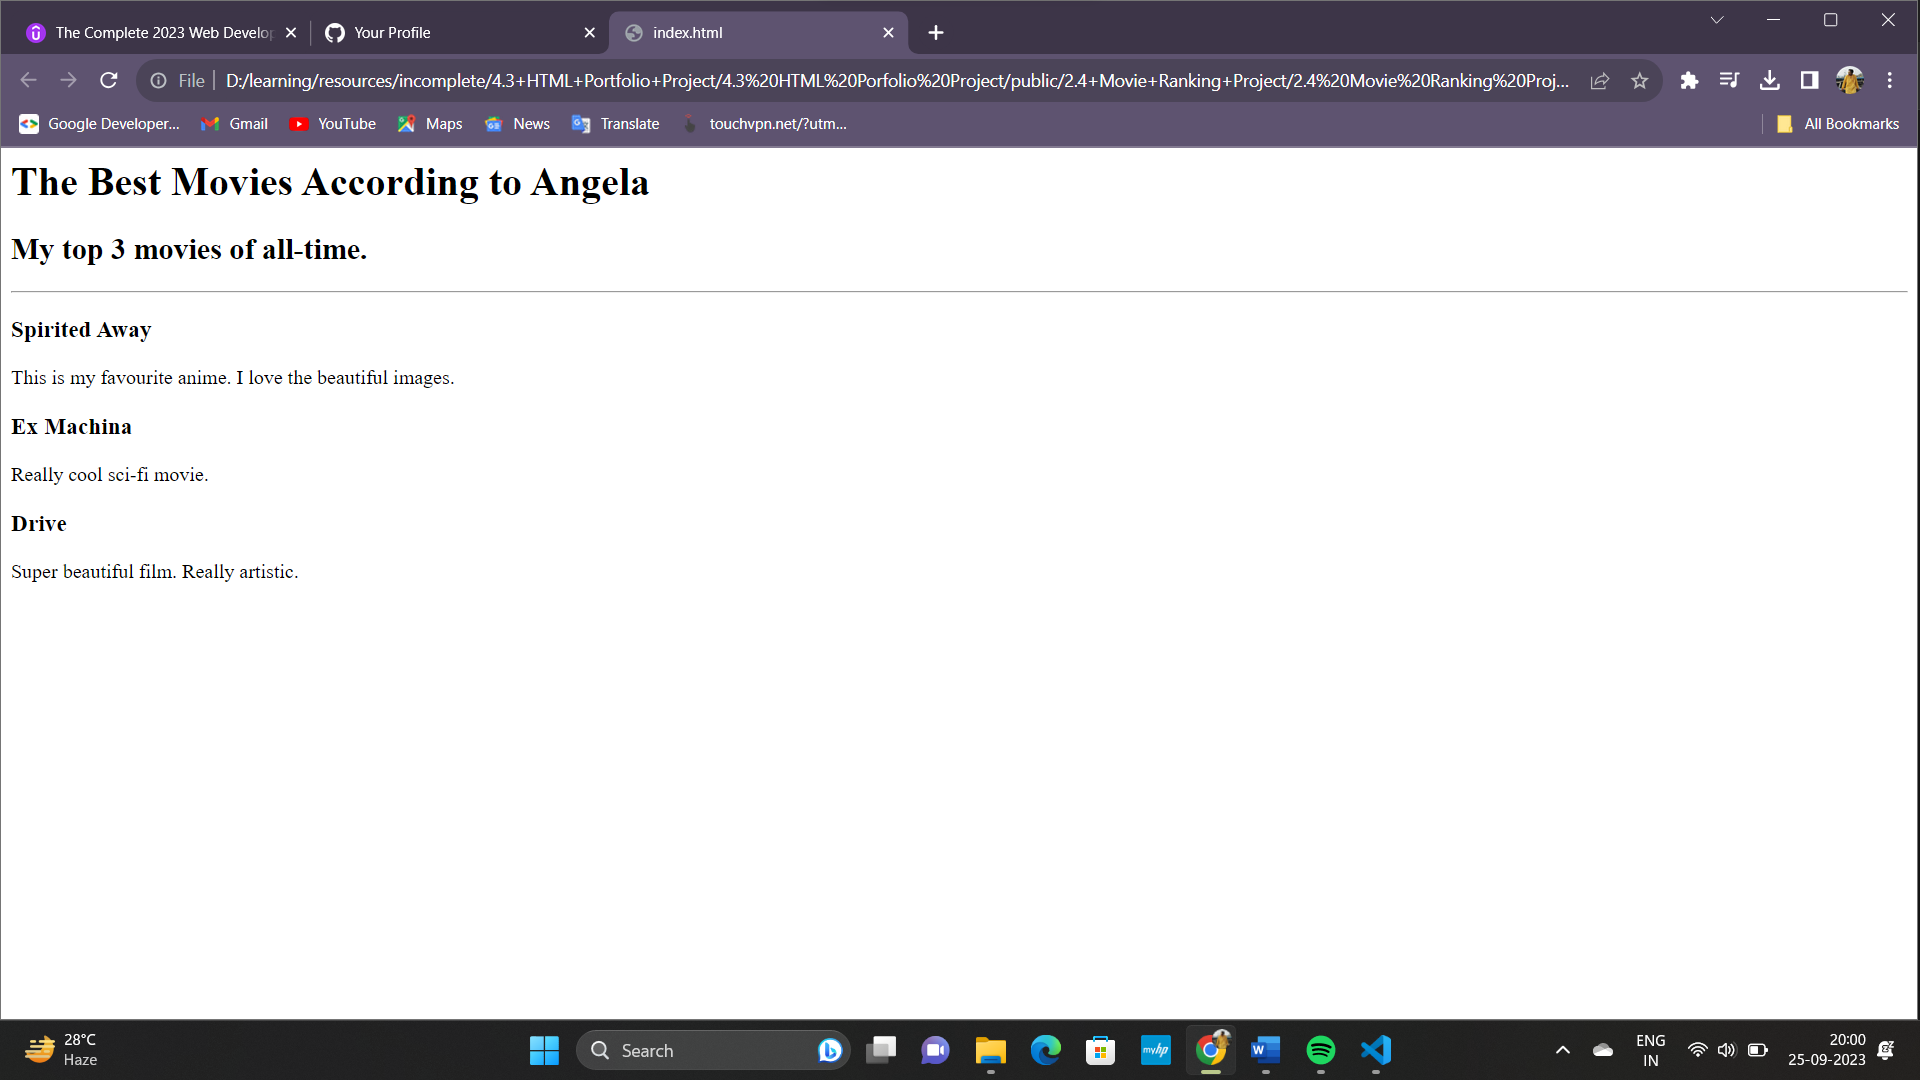 The Complete 2023 Web Develop
Your Profile
index.html
File
D:/learning/resources/incomplete/4.3+HTML+Portfolio+Project/4.3%20HTML%20Porfolio%20Project/public/2.4+Movie+Ranking+Project/2.4%20Movie%20Ranking%20Proj...
Google Developer...
Gmail
YouTube
Maps
News
Translate
touchvpn.net/?utm...
All Bookmarks
The Best Movies According to Angela
My top 3 movies of all-time.
Spirited Away
This is my favourite anime. I love the beautiful images.
Ex Machina
Really cool sci-fi movie.
Drive
Super beautiful film. Really artistic.
28°C
Haze
Search
myhp
ENG
IN
20:00
25-09-2023